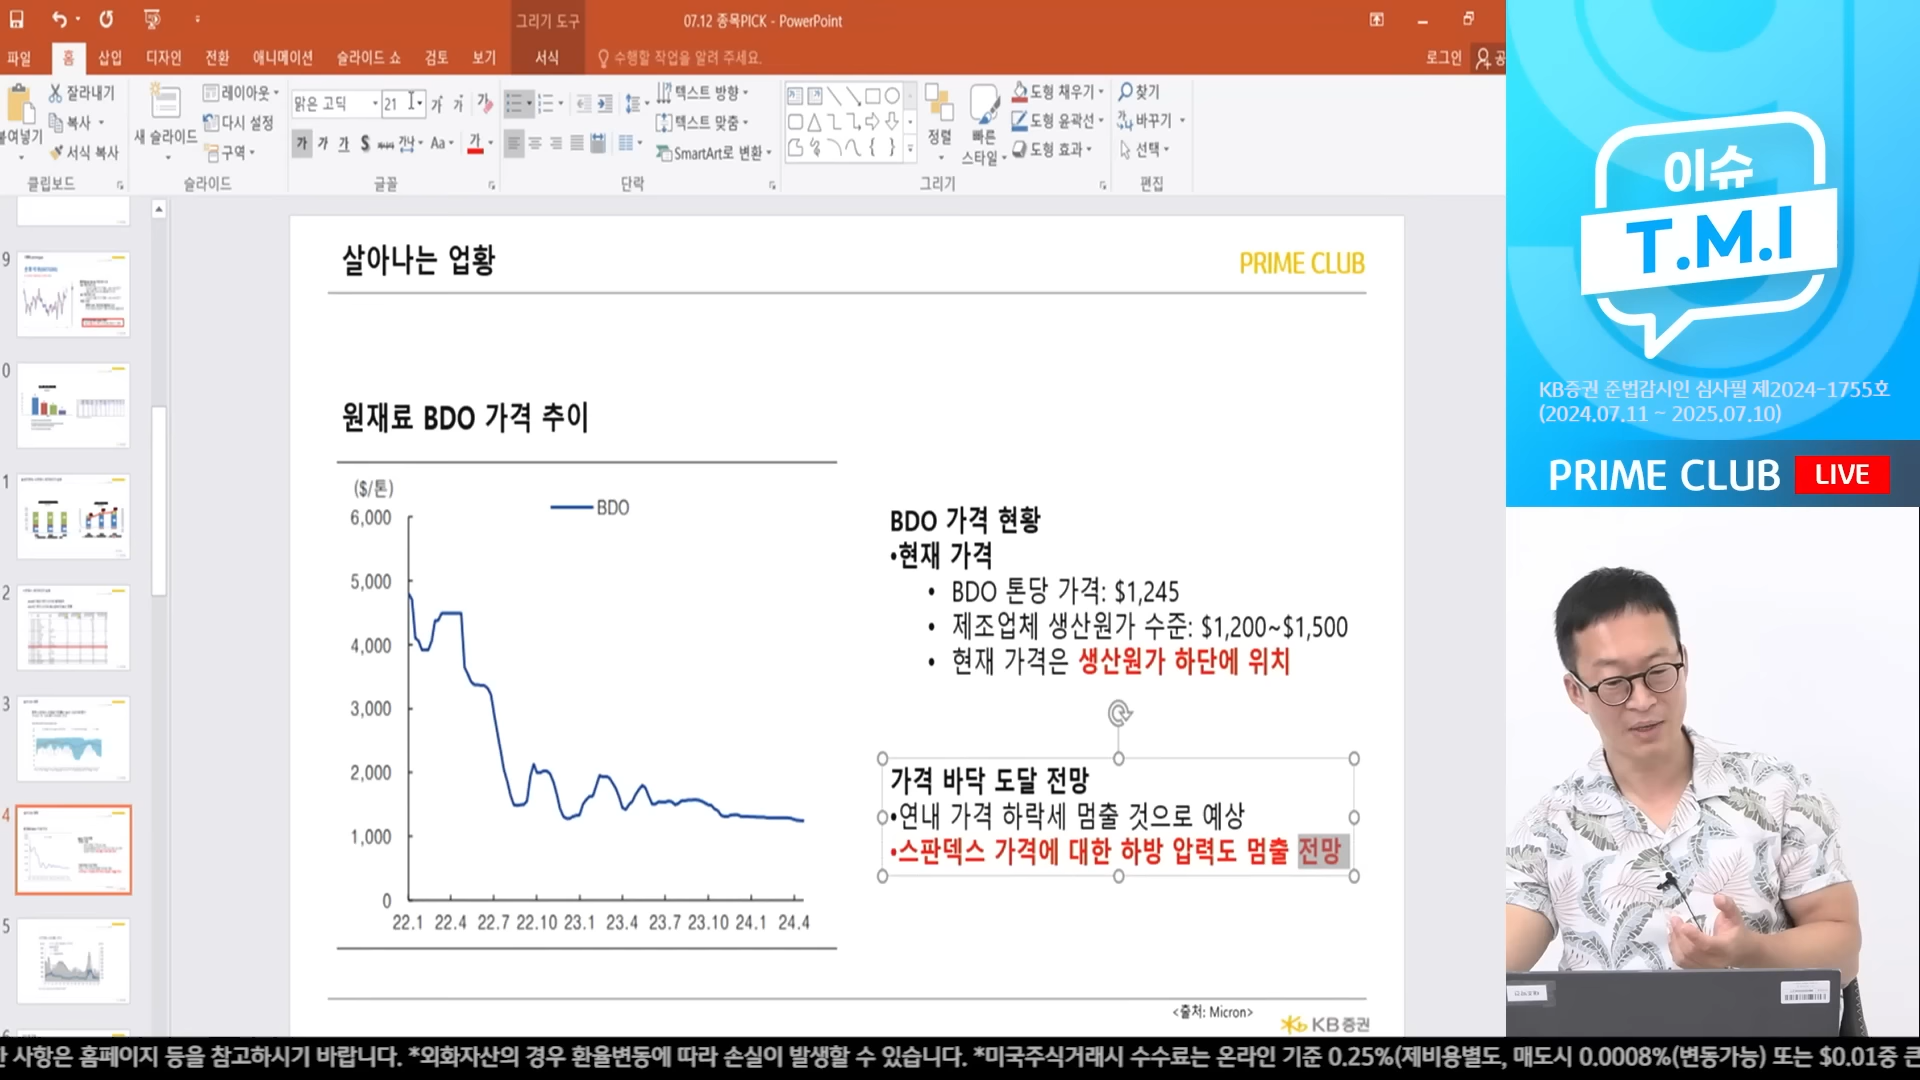 그리기 도구
07.12 종목PICK - PowerPoint
파일
홈
삽입
디자인
전환
애니메이션
슬라이드 쇼
검토
보기
서식
수행할 작업을 알려 주세요.
로그인
잘라내기
복사
서식 복사
클립보드
새 슬라이드
레이아웃
다시 설정
구역
슬라이드
맑은 고딕
21
글꼴
텍스트 방향
텍스트 맞춤
SmartArt로 변환
단락
정렬
빠른
스타일
도형 채우기
도형 윤곽선
도형 효과
그리기
찾기
바꾸기
선택
편집
9
0
1
2
3
4
5
살아나는 업황
PRIME CLUB
원재료 BDO 가격 추이
($/톤)
BDO
6,000
5,000
4,000
3,000
2,000
1,000
0
22.1 22.4 22.7 22.10 23.1 23.4 23.7 23.10 24.1 24.4
BDO 가격 현황
•현재 가격
• BDO 톤당 가격: $1,245
• 제조업체 생산원가 수준: $1,200~$1,500
• 현재 가격은 생산원가 하단에 위치
가격 바닥 도달 전망
•연내 가격 하락세 멈출 것으로 예상
•스판덱스 가격에 대한 하방 압력도 멈출 전망
<출처: Micron>
KB증권
이슈
T.M.I
KB증권 준법감시인 심사필 제2024-1755호
(2024.07.11 ~ 2025.07.10)
PRIME CLUB LIVE
사항은 홈페이지 등을 참고하시기 바랍니다. *외화자산의 경우 환율변동에 따라 손실이 발생할 수 있습니다. *미국주식거래시 수수료는 온라인 기준 0.25%(제비용별도, 매도시 0.0008%(변동가능) 또는 $0.01중 큰